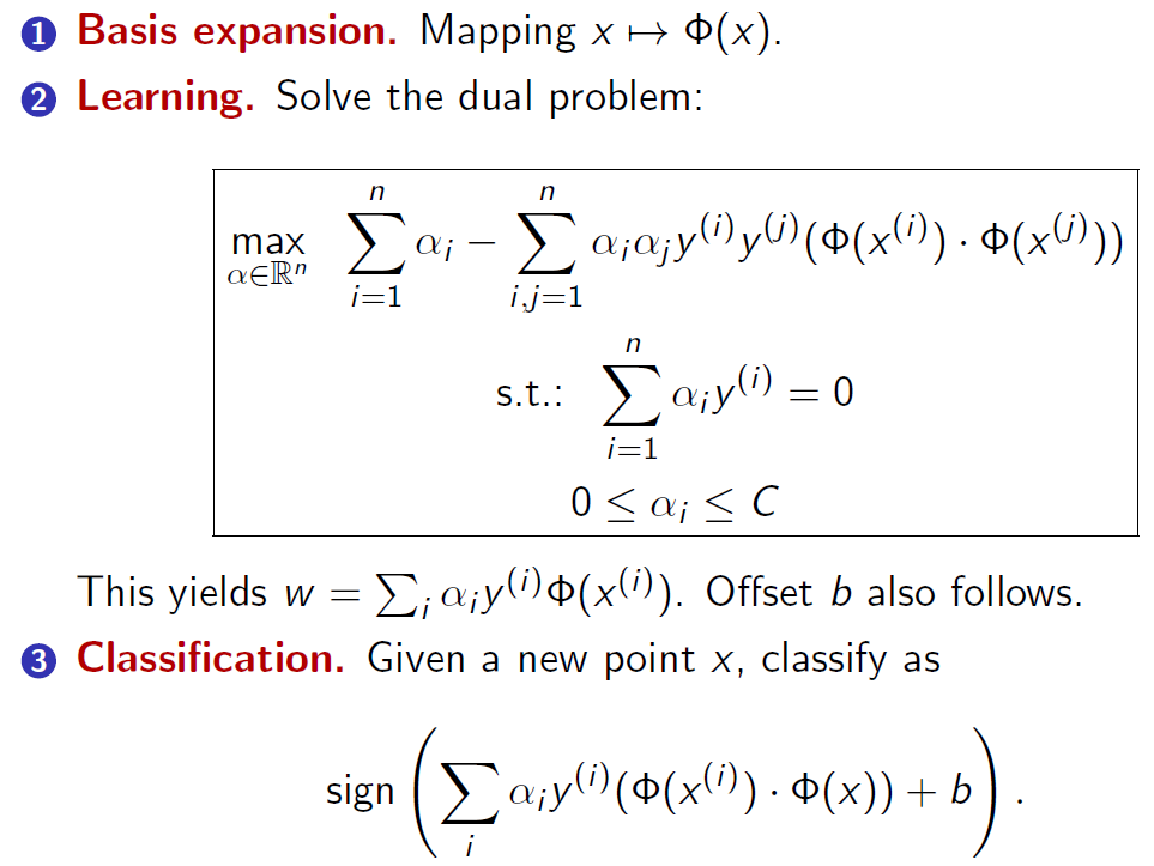 1 Basis expansion. Mapping x ↦ Φ(x).
2 Learning. Solve the dual problem:
max_{α∈ℝⁿ} ∑_{i=1}^{n} α_i − ∑_{i,j=1}^{n} α_i α_j y^{(i)} y^{(j)} (Φ(x^{(i)}) · Φ(x^{(j)}))
s.t.: ∑_{i=1}^{n} α_i y^{(i)} = 0
0 ≤ α_i ≤ C
This yields w = ∑_i α_i y^{(i)} Φ(x^{(i)}). Offset b also follows.
3 Classification. Given a new point x, classify as
sign (∑_i α_i y^{(i)} (Φ(x^{(i)}) · Φ(x)) + b).